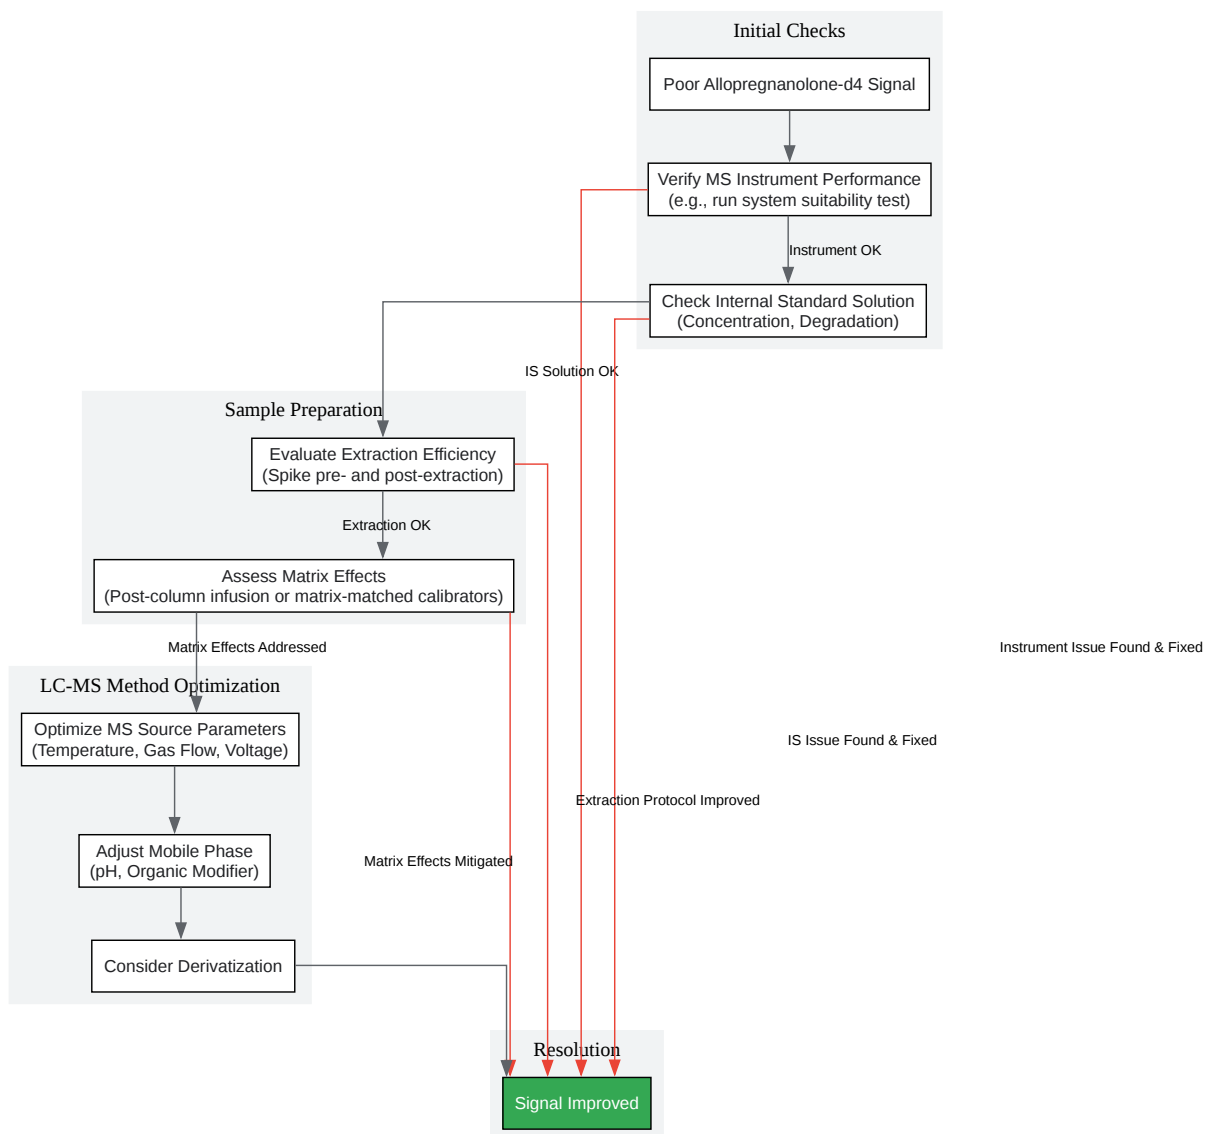 Initial Checks
Poor Allopregnanolone-d4 Signal
Verify MS Instrument Performance
(e.g., run system suitability test)
Instrument OK
Check Internal Standard Solution
(Concentration, Degradation)
IS Solution OK
Sample Preparation
Evaluate Extraction Efficiency
(Spike pre- and post-extraction)
Extraction OK
Assess Matrix Effects
(Post-column infusion or matrix-matched calibrators)
Matrix Effects Addressed
Instrument Issue Found & Fixed
LC-MS Method Optimization
Optimize MS Source Parameters
(Temperature, Gas Flow, Voltage)
IS Issue Found & Fixed
Extraction Protocol Improved
Adjust Mobile Phase
(pH, Organic Modifier)
Matrix Effects Mitigated
Consider Derivatization
Resolution
Signal Improved